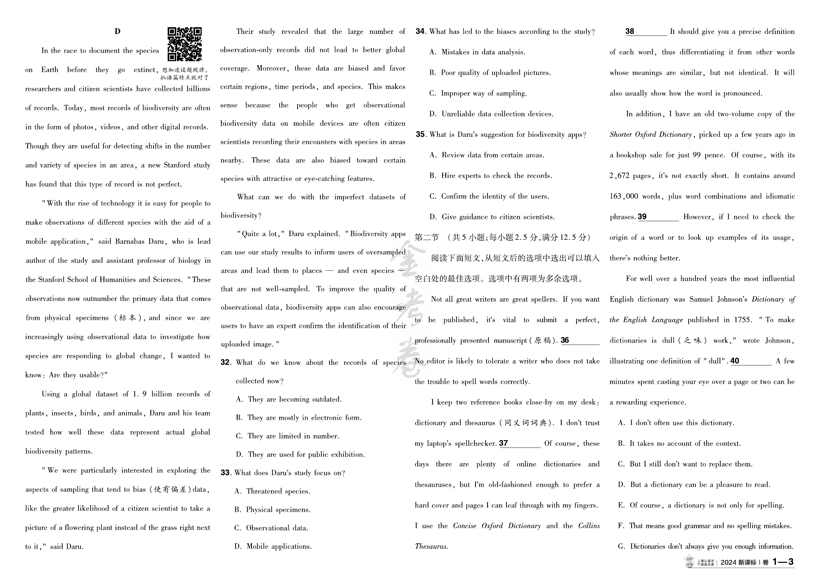 D
In the race to document the species
on Earth before they go extinct,
想知道读题规律,
扒语篇特点就对了
researchers and citizen scientists have collected billions
of records. Today, most records of biodiversity are often
in the form of photos, videos, and other digital records.
Though they are useful for detecting shifts in the number
and variety of species in an area, a new Stanford study
has found that this type of record is not perfect.
"With the rise of technology it is easy for people to
make observations of different species with the aid of a
mobile application," said Barnabas Daru, who is lead
author of the study and assistant professor of biology in
the Stanford School of Humanities and Sciences. "These
observations now outnumber the primary data that comes
from physical specimens (标本), and since we are
increasingly using observational data to investigate how
species are responding to global change, I wanted to
know: Are they usable?"
Using a global dataset of 1. 9 billion records of
plants, insects, birds, and animals, Daru and his team
tested how well these data represent actual global
biodiversity patterns.
"We were particularly interested in exploring the
aspects of sampling that tend to bias (使有偏差) data,
like the greater likelihood of a citizen scientist to take a
picture of a flowering plant instead of the grass right next
to it," said Daru.
Their study revealed that the large number of
observation-only records did not lead to better global
coverage. Moreover, these data are biased and favor
certain regions, time periods, and species. This makes
sense because the people who get observational
biodiversity data on mobile devices are often citizen
scientists recording their encounters with species in areas
nearby. These data are also biased toward certain
species with attractive or eye-catching features.
What can we do with the imperfect datasets of
biodiversity?
"Quite a lot," Daru explained. "Biodiversity apps
can use our study results to inform users of oversampled
areas and lead them to places — and even species —
that are not well-sampled. To improve the quality of
observational data, biodiversity apps can also encourage
users to have an expert confirm the identification of their
uploaded image."
32. What do we know about the records of species
collected now?
A. They are becoming outdated.
B. They are mostly in electronic form.
C. They are limited in number.
D. They are used for public exhibition.
33. What does Daru's study focus on?
A. Threatened species.
B. Physical specimens.
C. Observational data.
D. Mobile applications.
34. What has led to the biases according to the study?
A. Mistakes in data analysis.
B. Poor quality of uploaded pictures.
C. Improper way of sampling.
D. Unreliable data collection devices.
35. What is Daru's suggestion for biodiversity apps?
A. Review data from certain areas.
B. Hire experts to check the records.
C. Confirm the identity of the users.
D. Give guidance to citizen scientists.
第二节 (共5小题;每小题2.5分,满分12.5分)
阅读下面短文,从短文后的选项中选出可以填入
空白处的最佳选项。选项中有两项为多余选项。
Not all great writers are great spellers. If you want
to be published, it's vital to submit a perfect,
professionally presented manuscript (原稿). 36________
No editor is likely to tolerate a writer who does not take
the trouble to spell words correctly.
I keep two reference books close-by on my desk:
dictionary and thesaurus (同义词词典). I don't trust
my laptop's spellchecker. 37________ Of course, these
days there are plenty of online dictionaries and
thesauruses, but I'm old-fashioned enough to prefer a
hard cover and pages I can leaf through with my fingers.
I use the Concise Oxford Dictionary and the Collins
Thesaurus.
38________ It should give you a precise definition
of each word, thus differentiating it from other words
whose meanings are similar, but not identical. It will
also usually show how the word is pronounced.
In addition, I have an old two-volume copy of the
Shorter Oxford Dictionary, picked up a few years ago in
a bookshop sale for just 99 pence. Of course, with its
2,672 pages, it's not exactly short. It contains around
163,000 words, plus word combinations and idiomatic
phrases. 39________ However, if I need to check the
origin of a word or to look up examples of its usage,
there's nothing better.
For well over a hundred years the most influential
English dictionary was Samuel Johnson's Dictionary of
the English Language published in 1755. "To make
dictionaries is dull (乏味) work," wrote Johnson,
illustrating one definition of "dull". 40________ A few
minutes spent casting your eye over a page or two can be
a rewarding experience.
A. I don't often use this dictionary.
B. It takes no account of the context.
C. But I still don't want to replace them.
D. But a dictionary can be a pleasure to read.
E. Of course, a dictionary is not only for spelling.
F. That means good grammar and no spelling mistakes.
G. Dictionaries don't always give you enough information.
2024 新课标Ⅰ卷 1—3